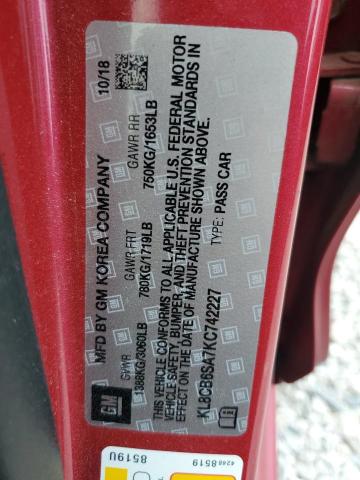 MFD BY GM KOREA COMPANY 10/18
GVWR GAWR FRT GAWR RR
1388KG/3060LB 780KG/1719LB 750KG/1653LB
THIS VEHICLE CONFORMS TO ALL APPLICABLE U.S. FEDERAL MOTOR
VEHICLE SAFETY, BUMPER, AND THEFT PREVENTION STANDARDS IN
EFFECT ON THE DATE OF MANUFACTURE SHOWN ABOVE.
KL8CB6SA7KC742227 TYPE: PASS CAR
GM
8519U
4268 8519